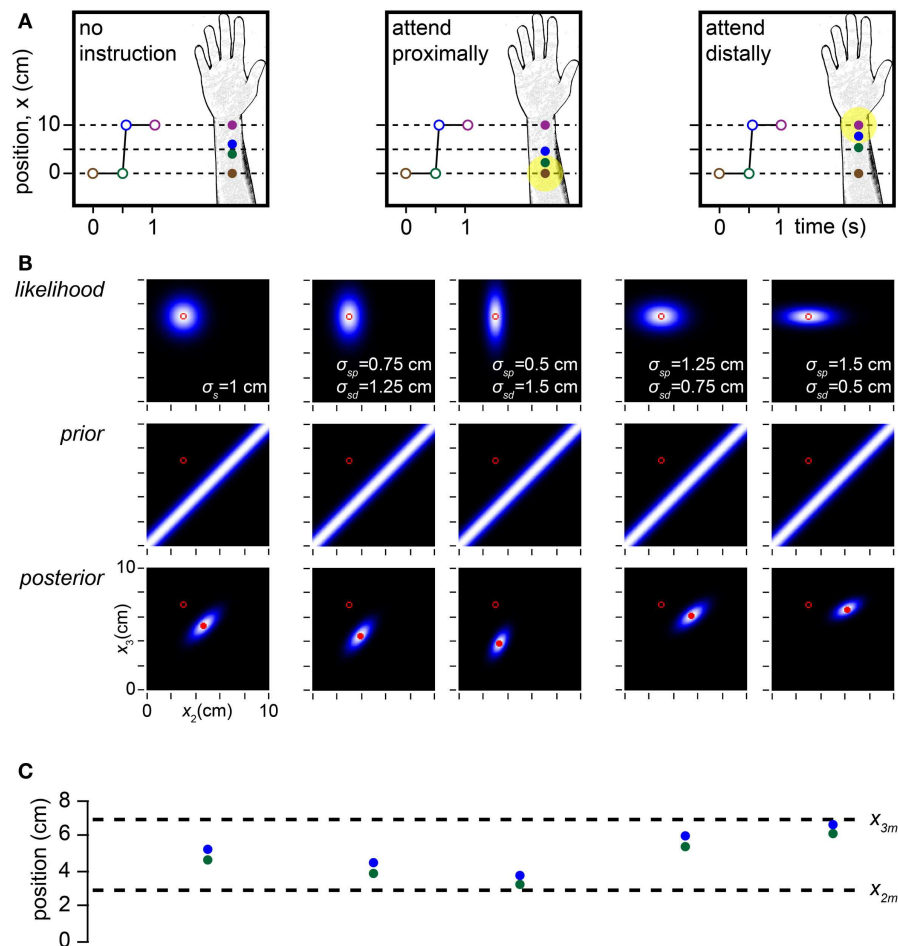 A
no instruction
attend proximally
attend distally
position, x (cm)
10
0
0 1
0 1
0 1 time (s)
B
likelihood
σs=1 cm
σsp=0.75 cm
σsd=1.25 cm
σsp=0.5 cm
σsd=1.5 cm
σsp=1.25 cm
σsd=0.75 cm
σsp=1.5 cm
σsd=0.5 cm
prior
posterior
10
x3(cm)
0
0 x2(cm) 10
C
position (cm)
8
6
4
2
0
x3m
x2m